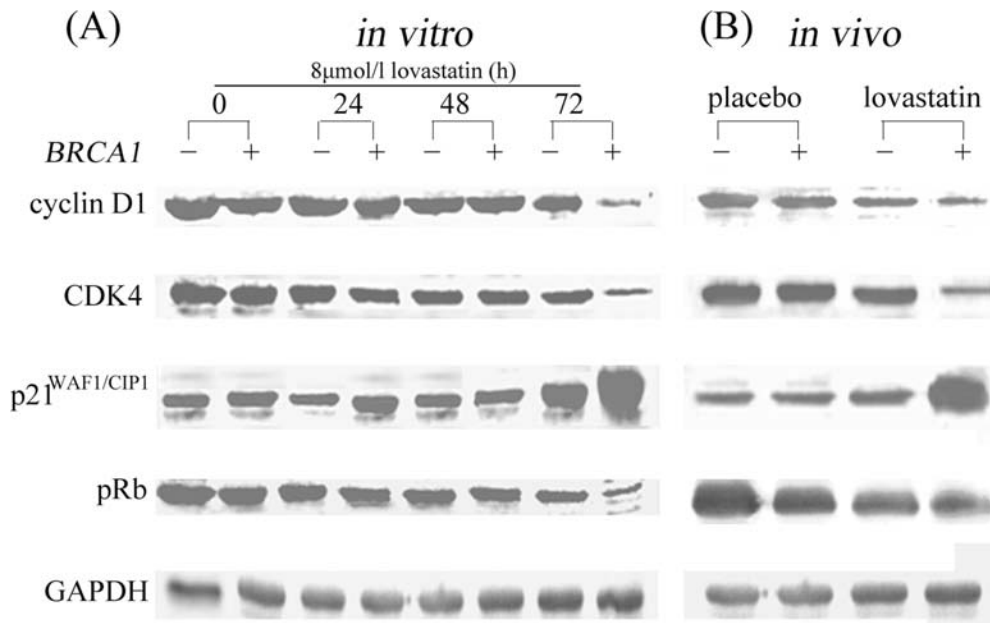 (A) in vitro (B) in vivo
8μmol/l lovastatin (h)
0 24 48 72 placebo lovastatin
BRCA1 − + − + − + − + − + − +
cyclin D1
CDK4
p21WAF1/CIP1
pRb
GAPDH